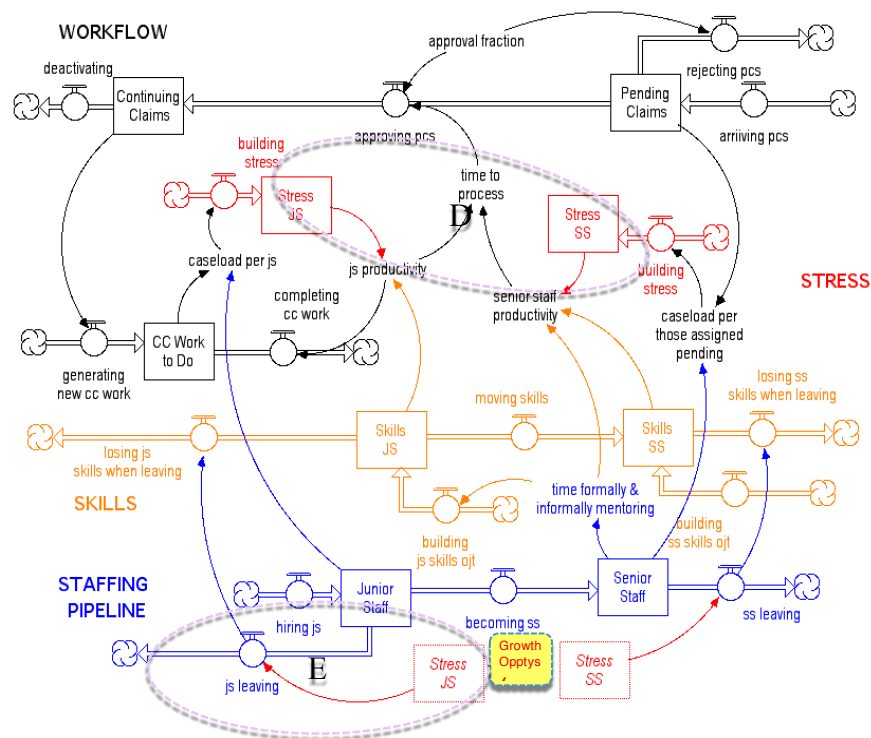 WORKFLOW
approval fraction
deactivating
rejecting pcs
Continuing
Claims
Pending
Claims
approving pcs
arriiving pcs
building
stress
time to
process
Stress
JS
D
Stress
SS
caseload per js
js productivity
building
stress
STRESS
completing
cc work
senior staff
productivity
caseload per
those assigned
pending
CC Work
to Do
generating
new cc work
moving skills
losing ss
skills when leaving
Skills
JS
Skills
SS
losing js
skills when leaving
time formally &
informally mentoring
SKILLS
building
js skills ojt
building
ss skills ojt
STAFFING
PIPELINE
Junior
Staff
Senior
Staff
hiring js
becoming ss
ss leaving
Growth
Opptys
,
E
Stress
JS
Stress
SS
js leaving